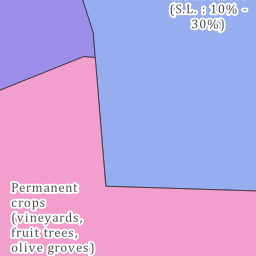 (S.L. : 10% -
30%)
Permanent
crops
(vineyards,
fruit trees,
olive groves)